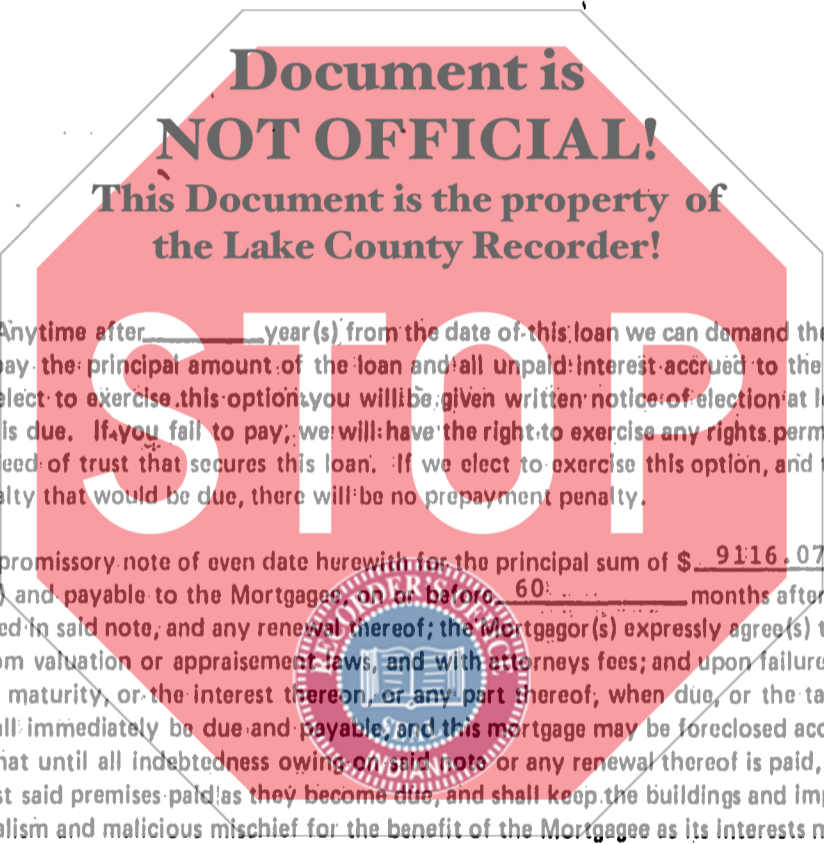 Document is
NOT OFFICIAL!
This Document is the property of
the Lake County Recorder!
STOP
Anytime after year(s) from the date of this loan we can demand the
pay the principal amount of the loan and all unpaid interest accrued to the
elect to exercise this option you will be given written notice of election at l
is due. If you fail to pay, we will have the right to exercise any rights perm
eed of trust that secures this loan. If we elect to exercise this option, and
alty that would be due, there will be no prepayment penalty.
promissory note of even date herewith for the principal sum of $ 9116.07
) and payable to the Mortgagee, on or before 60 months after
ed in said note, and any renewal thereof; the Mortgagor(s) expressly agree(s) t
om valuation or appraisement laws, and with attorneys fees; and upon failure
maturity, or the interest thereon, or any part thereof, when due, or the ta
all immediately be due and payable, and this mortgage may be foreclosed acc
hat until all indebtedness owing on said note or any renewal thereof is paid,
st said premises paid as they become due, and shall keep the buildings and imp
alism and malicious mischief for the benefit of the Mortgagee as its interests m
RECORDER'S OFFICE
SEAL
INDIANA